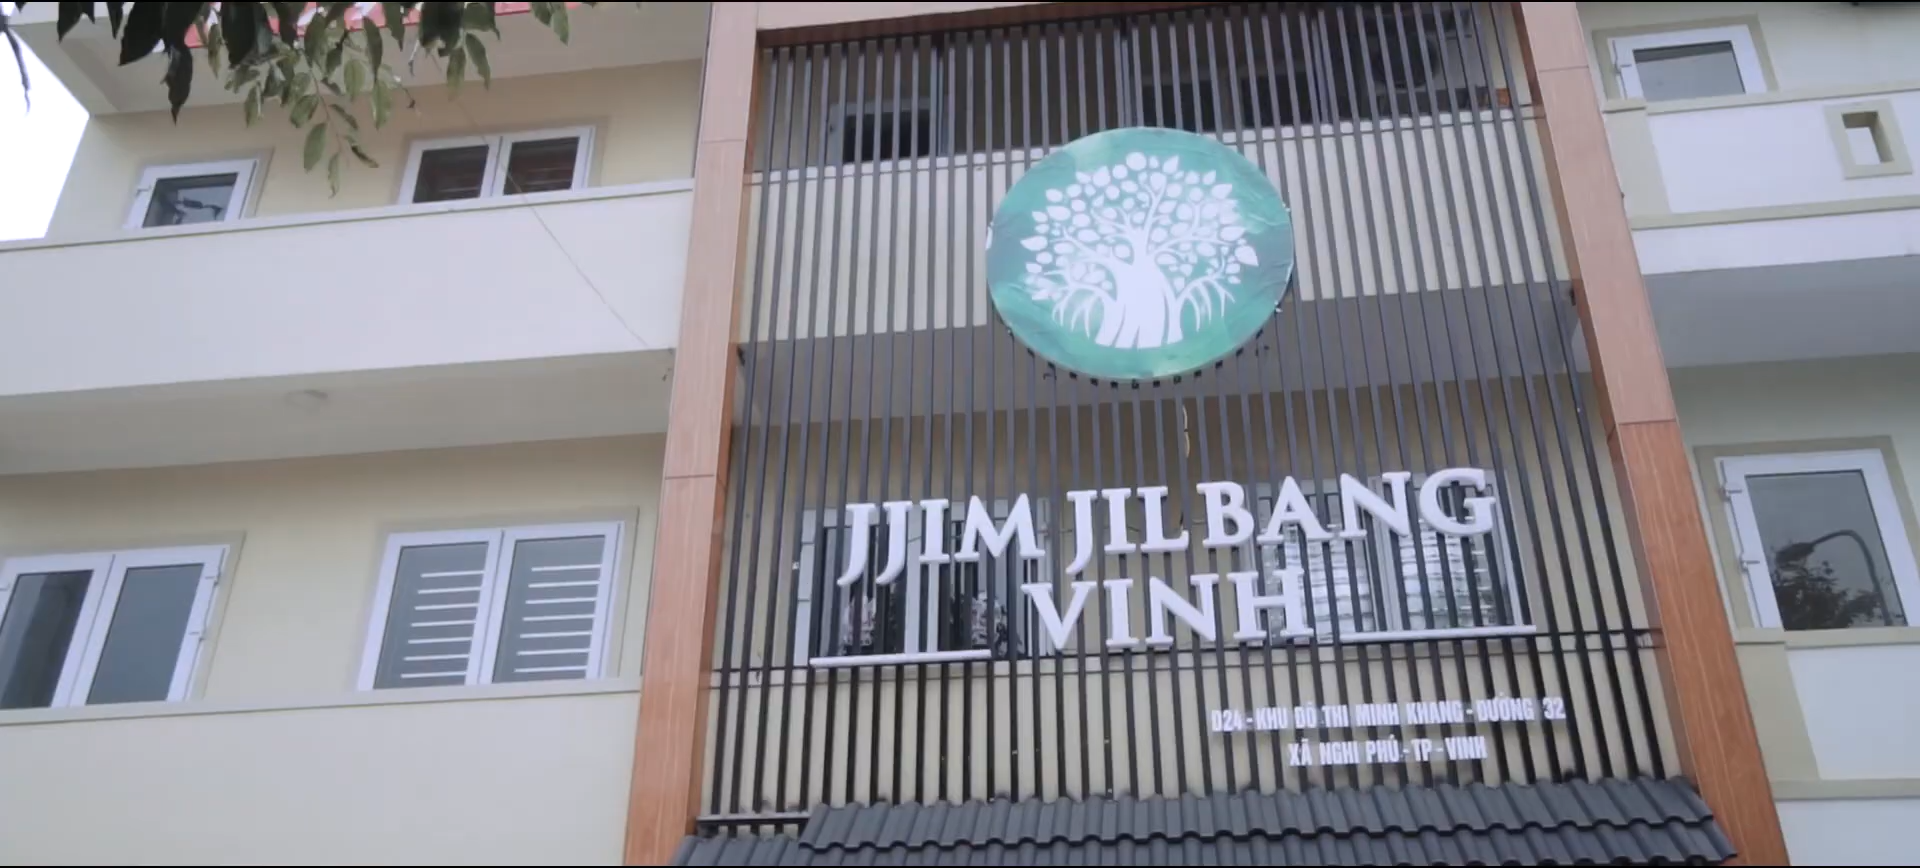 JJIM JIL BANG
VINH
D24 - KHU ĐÔ THỊ MINH KHANG - ĐƯỜNG 32
XÃ NGHI PHÚ - TP - VINH